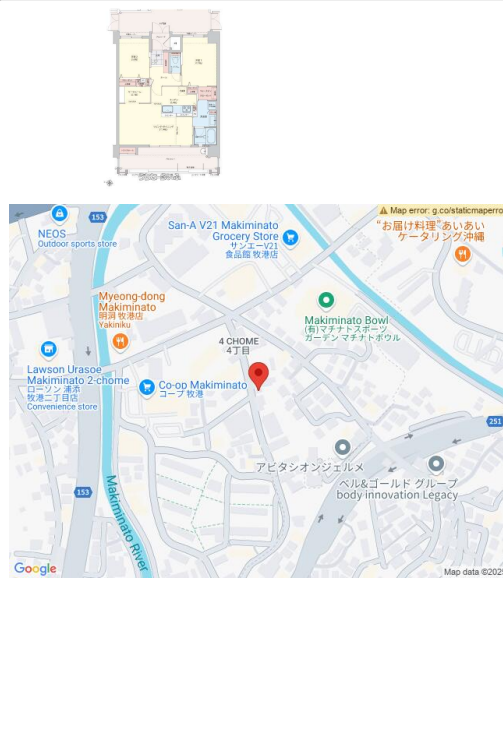 Map error: g.co/staticmaperro
153
NEOS
Outdoor sports store
San-A V21 Makiminato
Grocery Store
サンエーV21
食品館 牧港店
“お届け料理”あいあい
ケータリング沖縄
Myeong-dong
Makiminato
明洞 牧港店
Yakiniku
Makiminato Bowl
(有)マチナトスポーツ
ガーデン マチナトボウル
4 CHOME
4丁目
Lawson Urasoe
Makiminato 2-chome
ローソン 浦添
牧港二丁目店
Convenience store
Co-op Makiminato
コープ 牧港
251
アビタシオンジェルメ
ベル&ゴールド グループ
body innovation Legacy
153
Makiminato River
Google
Map data ©2025